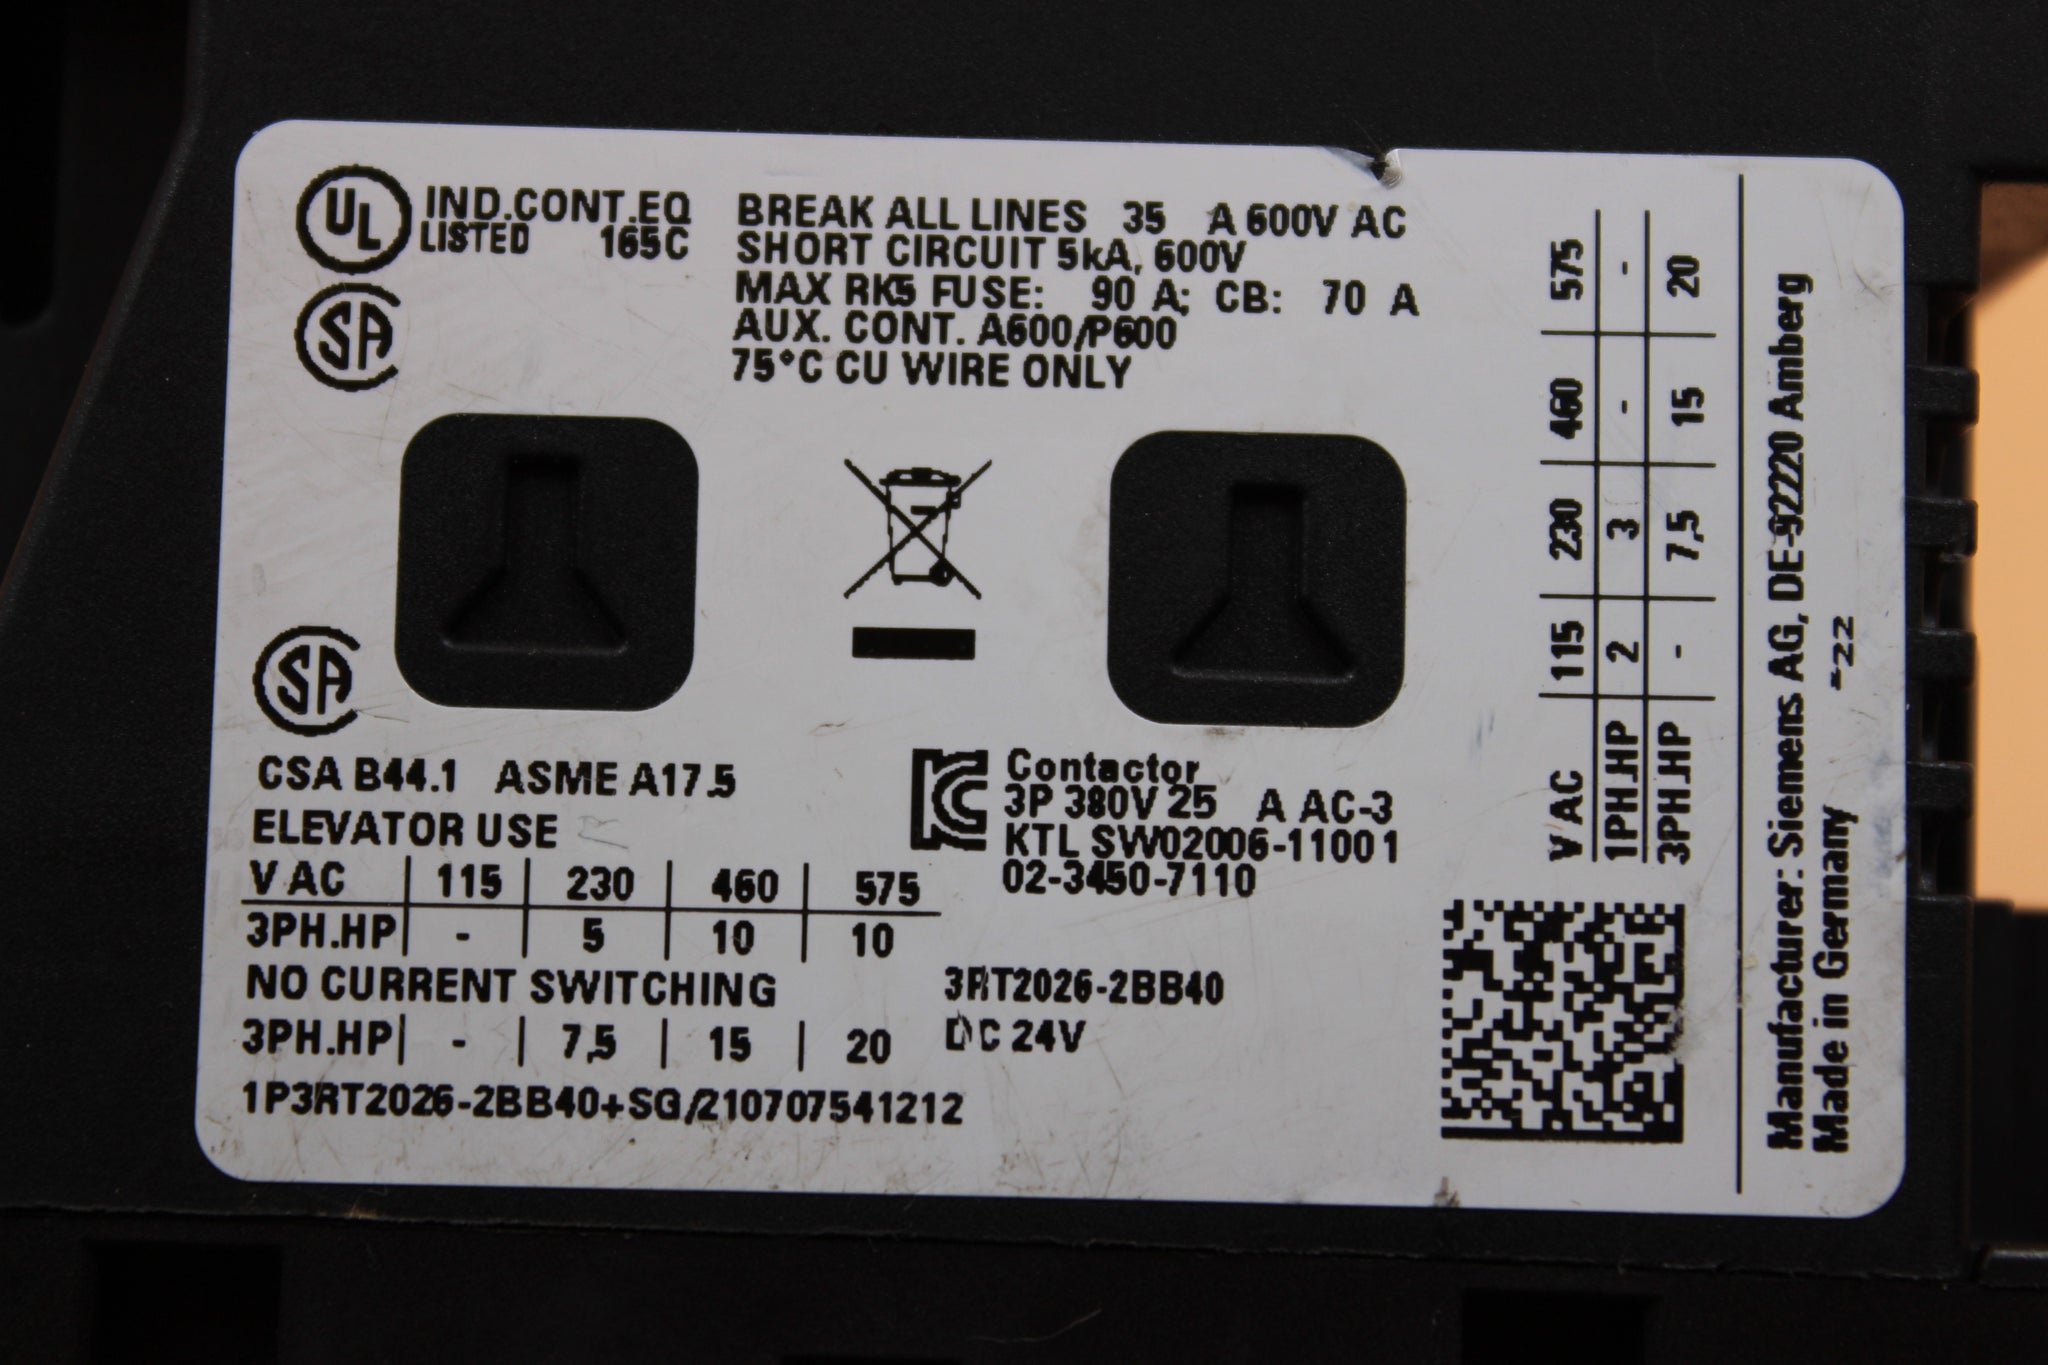 UL IND.CONT.EQ
LISTED 165C
SA
BREAK ALL LINES 35 A 600V AC
SHORT CIRCUIT 5kA, 600V
MAX RK5 FUSE: 90 A; CB: 70 A
AUX. CONT. A600/P600
75°C CU WIRE ONLY
SA
CSA B44.1 ASME A17.5
ELEVATOR USE
V AC 115 230 460 575
3PH.HP - 5 10 10
NO CURRENT SWITCHING
3PH.HP - 7,5 15 20
1P3RT2026-2BB40+SG/210707541212
Contactor
3P 380V 25 A AC-3
KTL SW02006-11001
02-3450-7110
3RT2026-2BB40
DC 24V
V AC 115 230 460 575
1PH.HP 2 3 - -
3PH.HP - 7,5 15 20
Manufacturer: Siemens AG, DE-92220 Amberg
Made in Germany